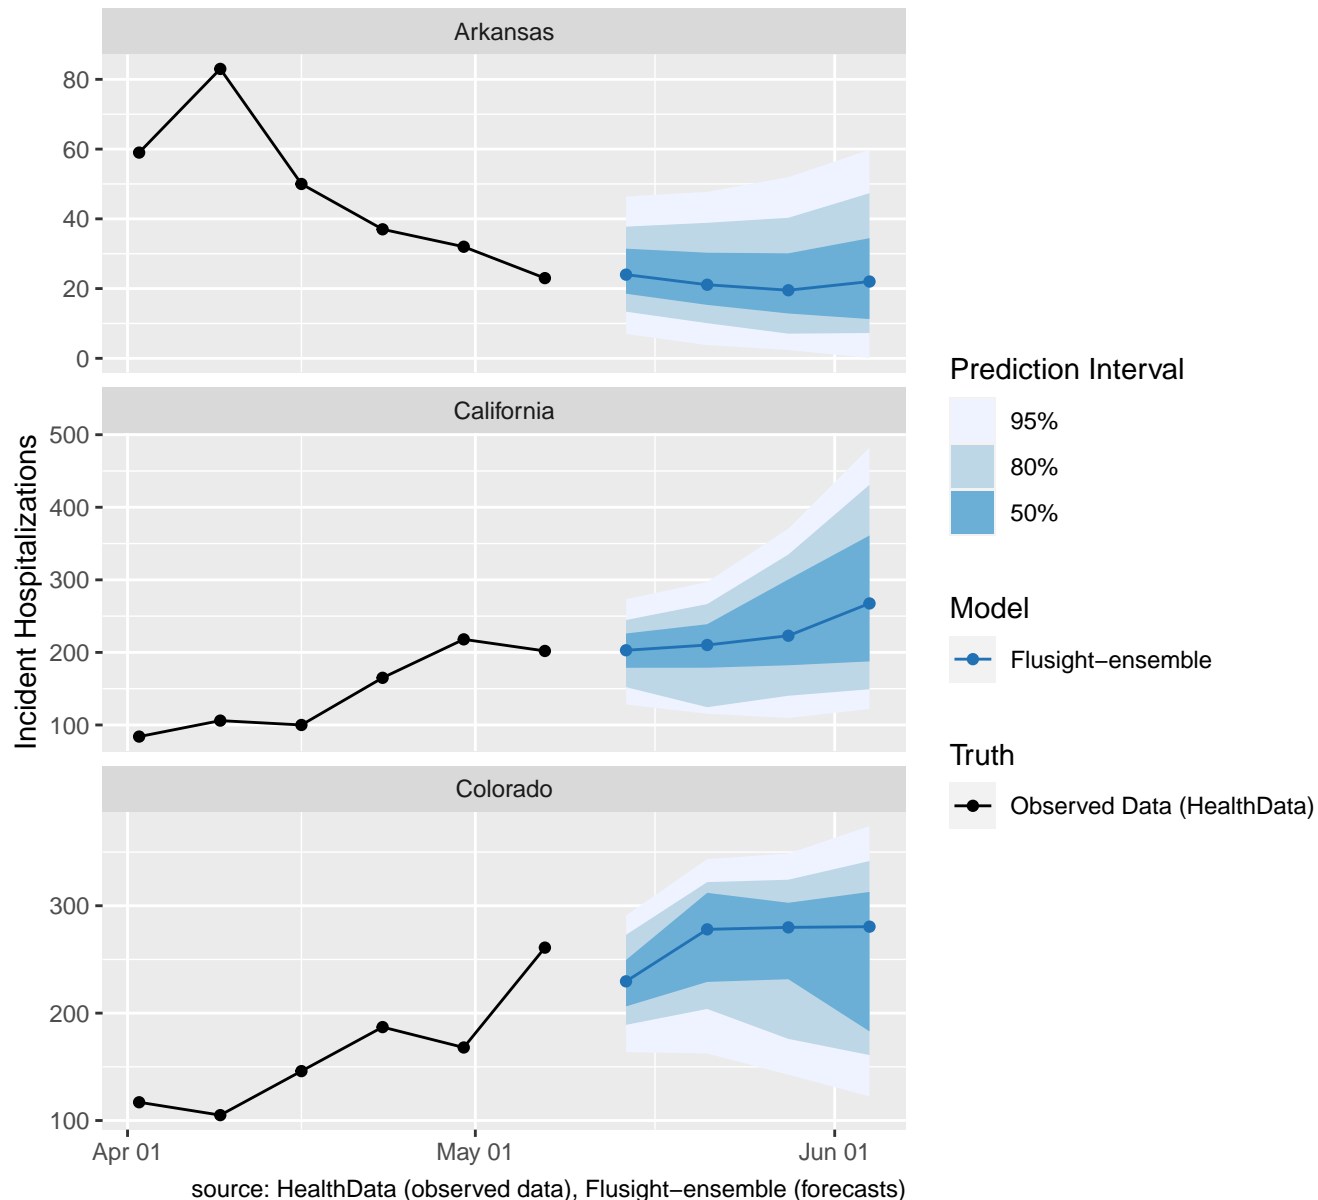 Arkansas
80
60
40
20
0
California
500
400
300
200
100
Colorado
300
200
100
Apr 01
May 01
Jun 01
Incident Hospitalizations
source: HealthData (observed data), Flusight−ensemble (forecasts)
Prediction Interval
95%
80%
50%
Model
Flusight−ensemble
Truth
Observed Data (HealthData)